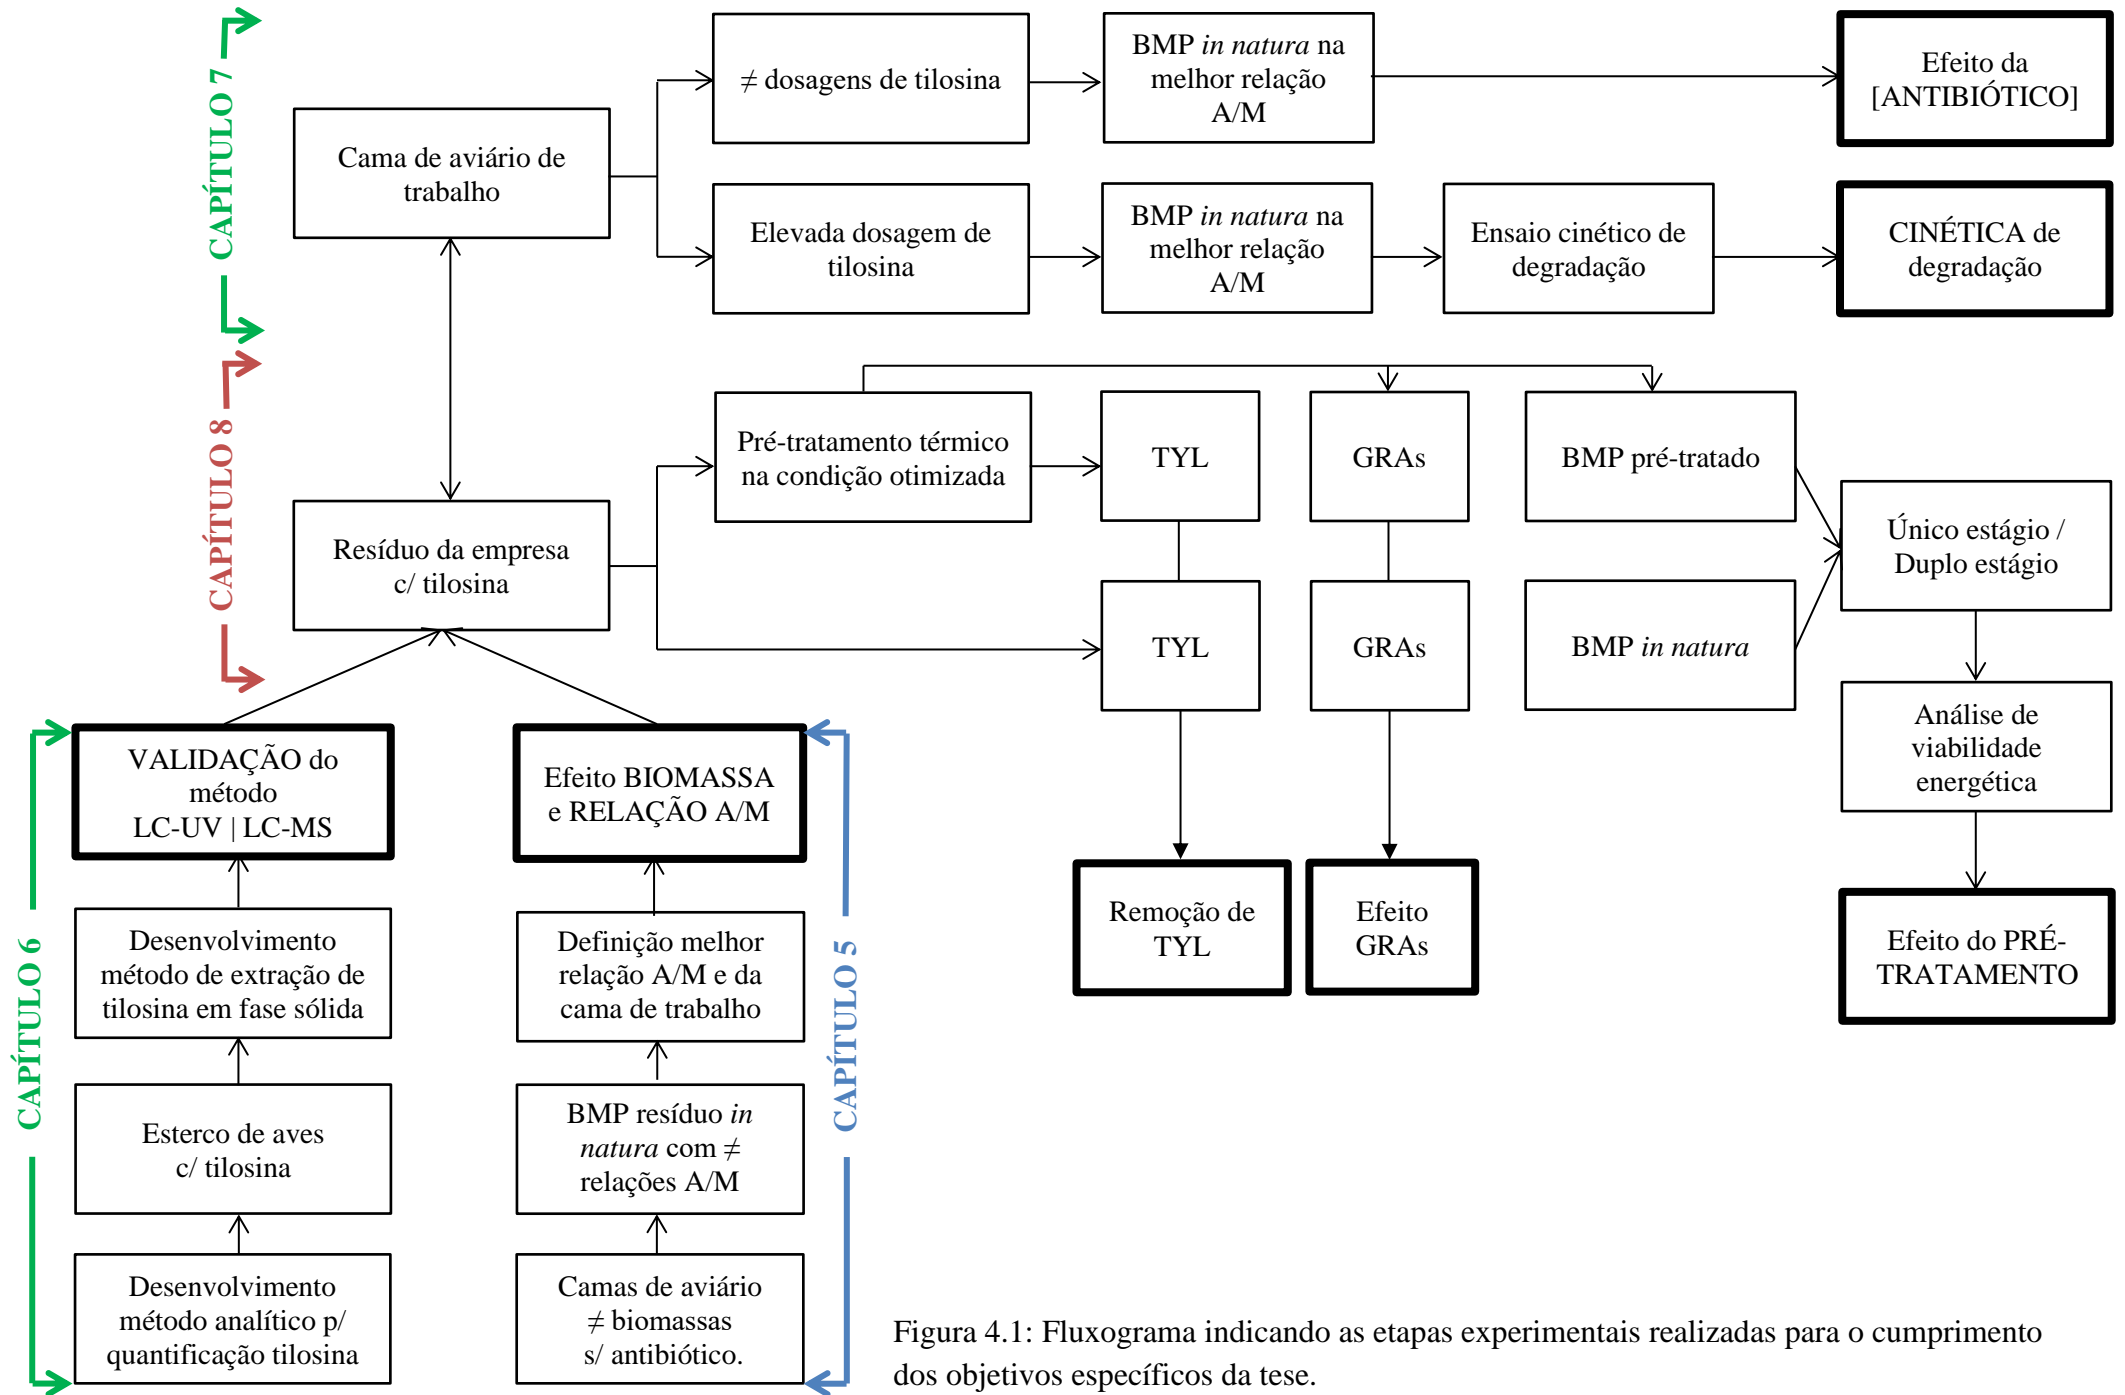 CAPÍTULO 7
Cama de aviário de
trabalho
≠ dosagens de tilosina
BMP in natura na
melhor relação
A/M
Efeito da
[ANTIBIÓTICO]
Elevada dosagem de
tilosina
BMP in natura na
melhor relação
A/M
Ensaio cinético de
degradação
CINÉTICA de
degradação
CAPÍTULO 8
Resíduo da empresa
c/ tilosina
Pré-tratamento térmico
na condição otimizada
TYL
GRAs
BMP pré-tratado
TYL
GRAs
BMP in natura
Único estágio /
Duplo estágio
Análise de
viabilidade
energética
Remoção de
TYL
Efeito
GRAs
Efeito do PRÉ-
TRATAMENTO
CAPÍTULO 6
VALIDAÇÃO do
método
LC-UV | LC-MS
Desenvolvimento
método de extração de
tilosina em fase sólida
Esterco de aves
c/ tilosina
Desenvolvimento
método analítico p/
quantificação tilosina
Efeito BIOMASSA
e RELAÇÃO A/M
Definição melhor
relação A/M e da
cama de trabalho
BMP resíduo in
natura com ≠
relações A/M
Camas de aviário
≠ biomassas
s/ antibiótico.
CAPÍTULO 5
Figura 4.1: Fluxograma indicando as etapas experimentais realizadas para o cumprimento
dos objetivos específicos da tese.